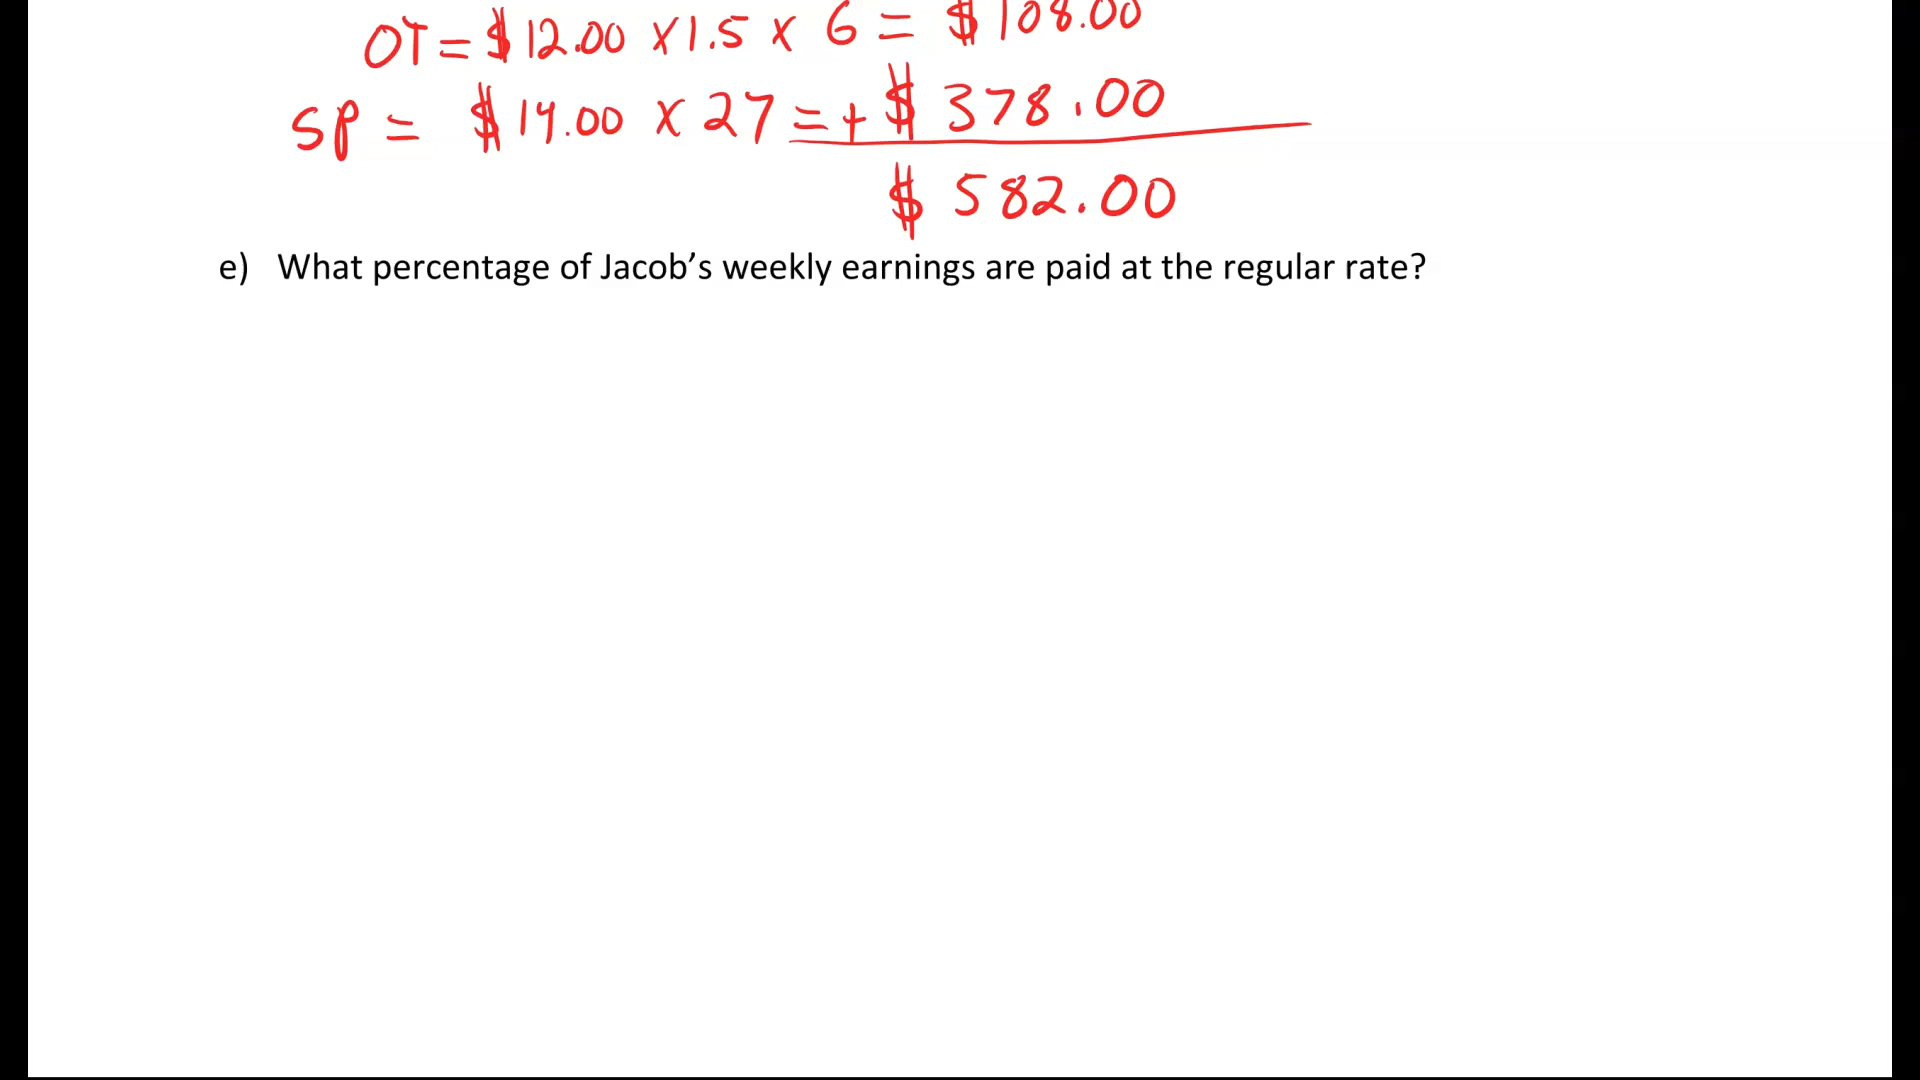 OT = $12.00 x 1.5 x 6 = $108.00
SP = $14.00 x 27 = + $378.00
$582.00
e) What percentage of Jacob’s weekly earnings are paid at the regular rate?